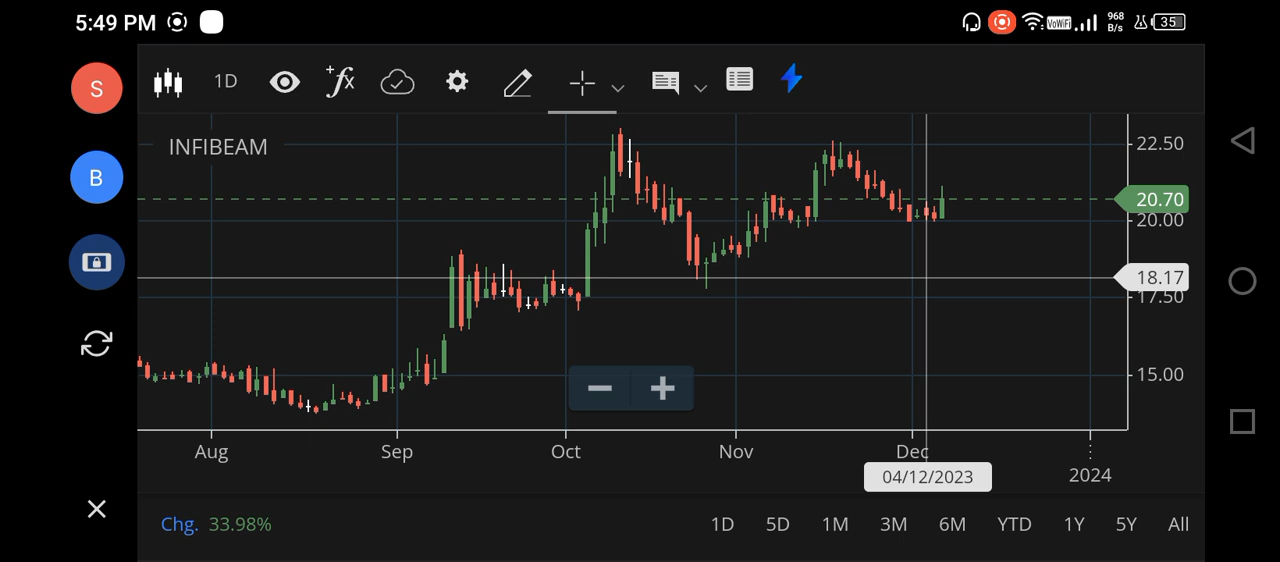 5:49 PM
VoWiFi
968
B/s
35
S
1D
+fx
INFIBEAM
B
22.50
20.70
20.00
18.17
17.50
15.00
Aug Sep Oct Nov Dec
04/12/2023
2024
Chg. 33.98%
1D 5D 1M 3M 6M YTD 1Y 5Y All